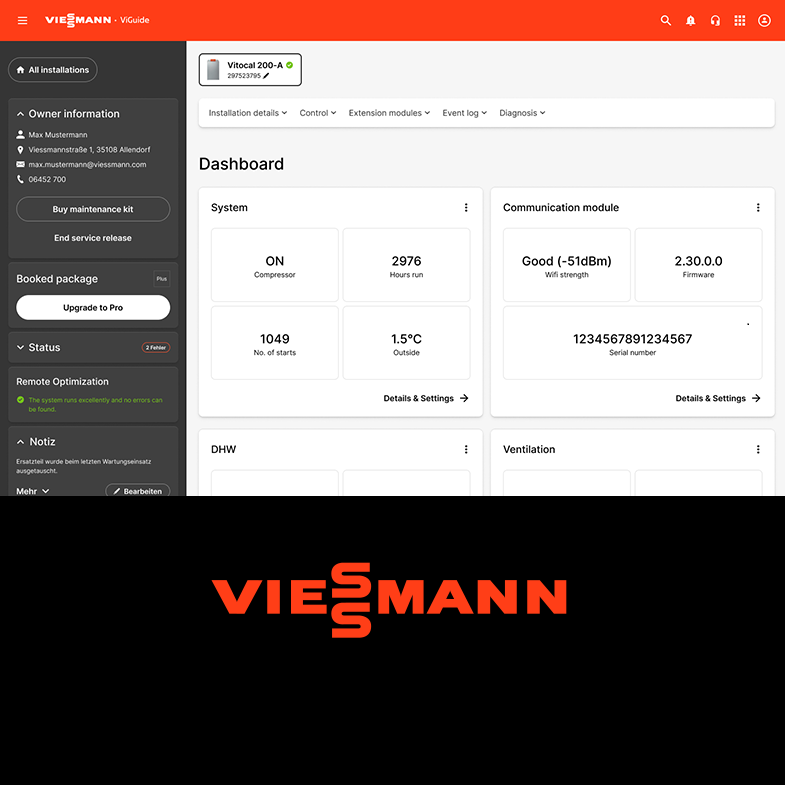 VIESSMANN · ViGuide
All installations
Owner information
Max Mustermann
Viessmannstraße 1, 35108 Allendorf
max.mustermann@viessmann.com
06452 700
Buy maintenance kit
End service release
Booked package Plus
Upgrade to Pro
Status 2 Fehler
Remote Optimization
The system runs excellently and no errors can
be found.
Notiz
Ersatzteil wurde beim letzten Wartungseinsatz
ausgetauscht.
Mehr Bearbeiten
Vitocal 200-A
297523795
Installation details Control Extension modules Event log Diagnosis
Dashboard
System
ON
Compressor
2976
Hours run
1049
No. of starts
1.5°C
Outside
Details & Settings
Communication module
Good (-51dBm)
Wifi strength
2.30.0.0
Firmware
1234567891234567
Serial number
Details & Settings
DHW
Ventilation
VIESSMANN